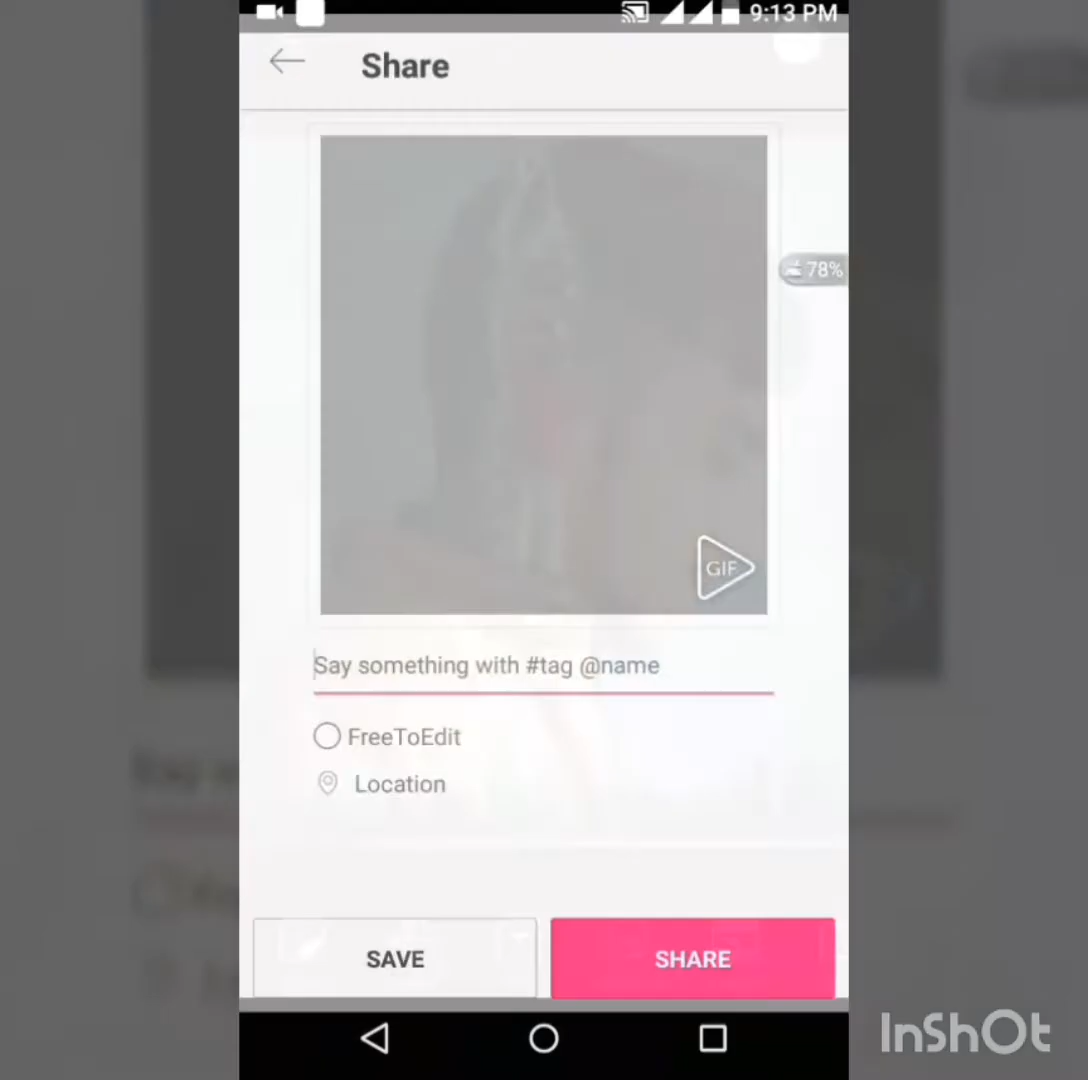 9:13 PM
Share
78%
GIF
Say something with #tag @name
FreeToEdit
Location
SAVE
SHARE
InShOt